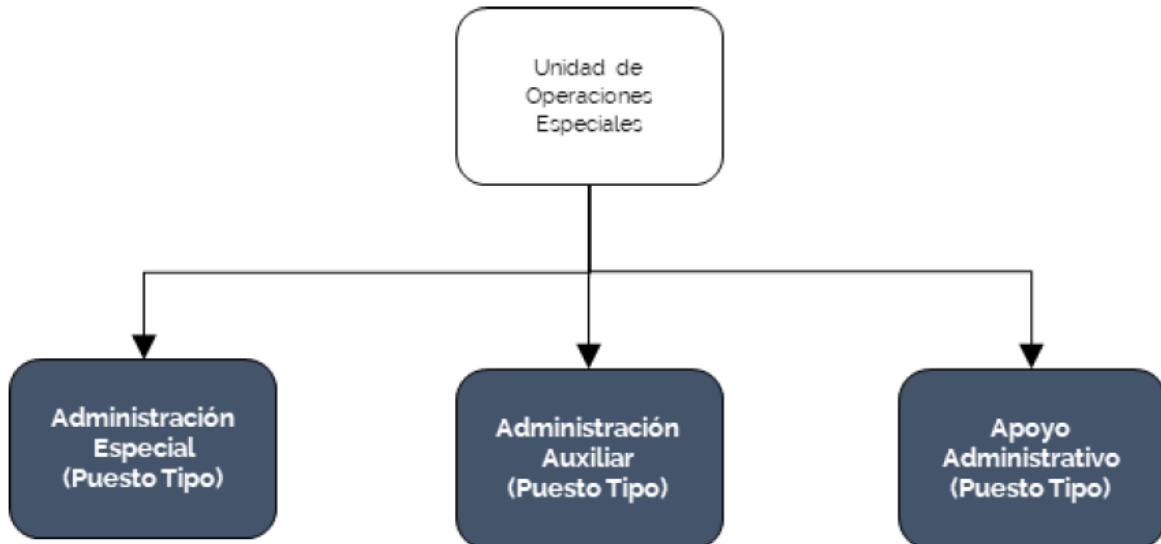 Unidad de
Operaciones
Especiales
Administración
Especial
(Puesto Tipo)
Administración
Auxiliar
(Puesto Tipo)
Apoyo
Administrativo
(Puesto Tipo)